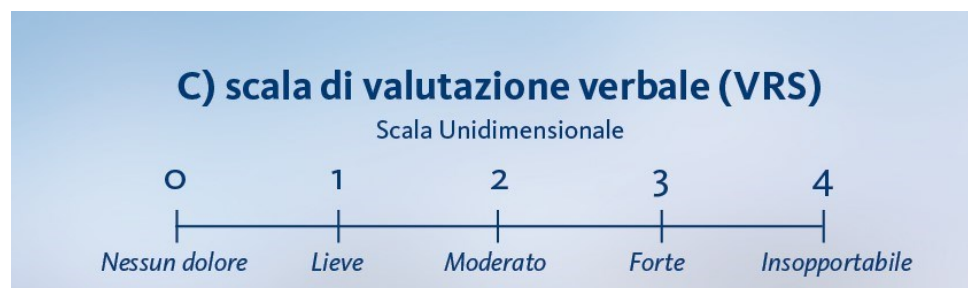 C) scala di valutazione verbale (VRS)
Scala Unidimensionale
0 1 2 3 4
Nessun dolore Lieve Moderato Forte Insopportabile